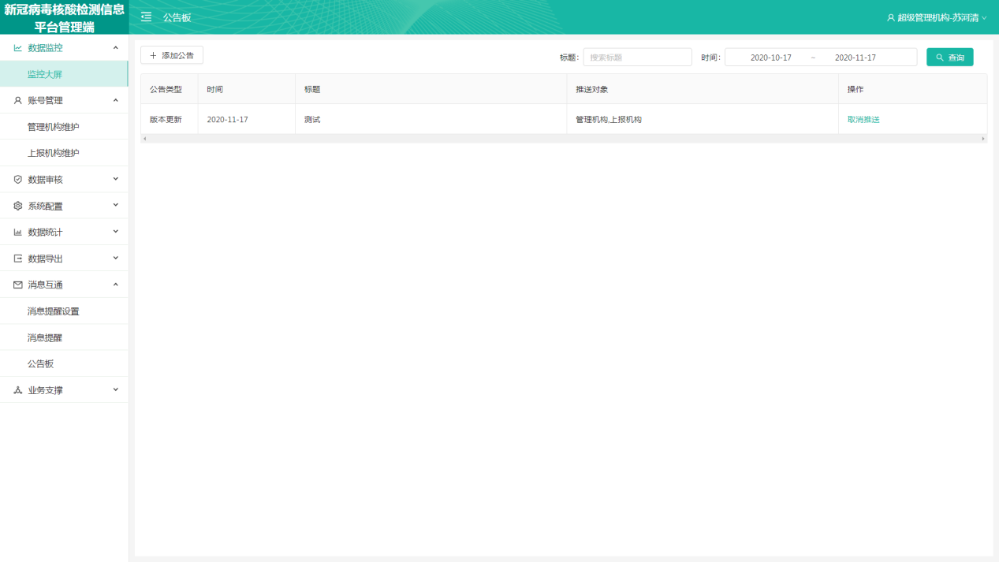 新冠病毒核酸检测信息
平台管理端
公告板
超级管理机构-苏河清
数据监控
监控大屏
账号管理
管理机构维护
上报机构维护
数据审核
系统配置
数据统计
数据导出
消息互通
消息提醒设置
消息提醒
公告板
业务支撑
添加公告
标题: 搜索标题 时间: 2020-10-17 ~ 2020-11-17 查询
公告类型 时间 标题 推送对象 操作
版本更新 2020-11-17 测试 管理机构,上报机构 取消推送